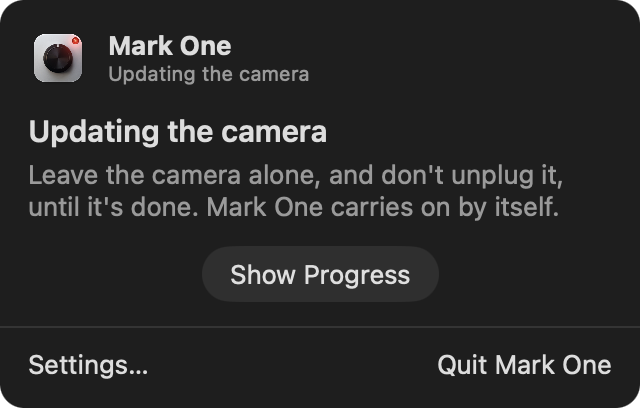 Mark One
Updating the camera
Updating the camera
Leave the camera alone, and don't unplug it,
until it's done. Mark One carries on by itself.
Show Progress
Settings...
Quit Mark One